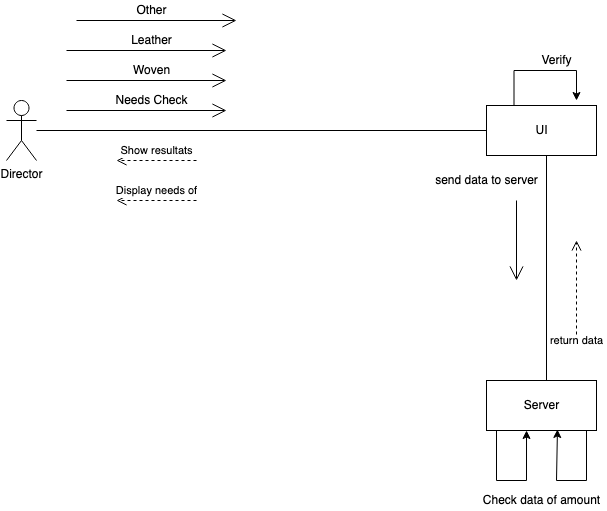 Other
Leather
Woven
Needs Check
Verify
UI
Director
Show resultats
Display needs of
send data to server
return data
Server
Check data of amount